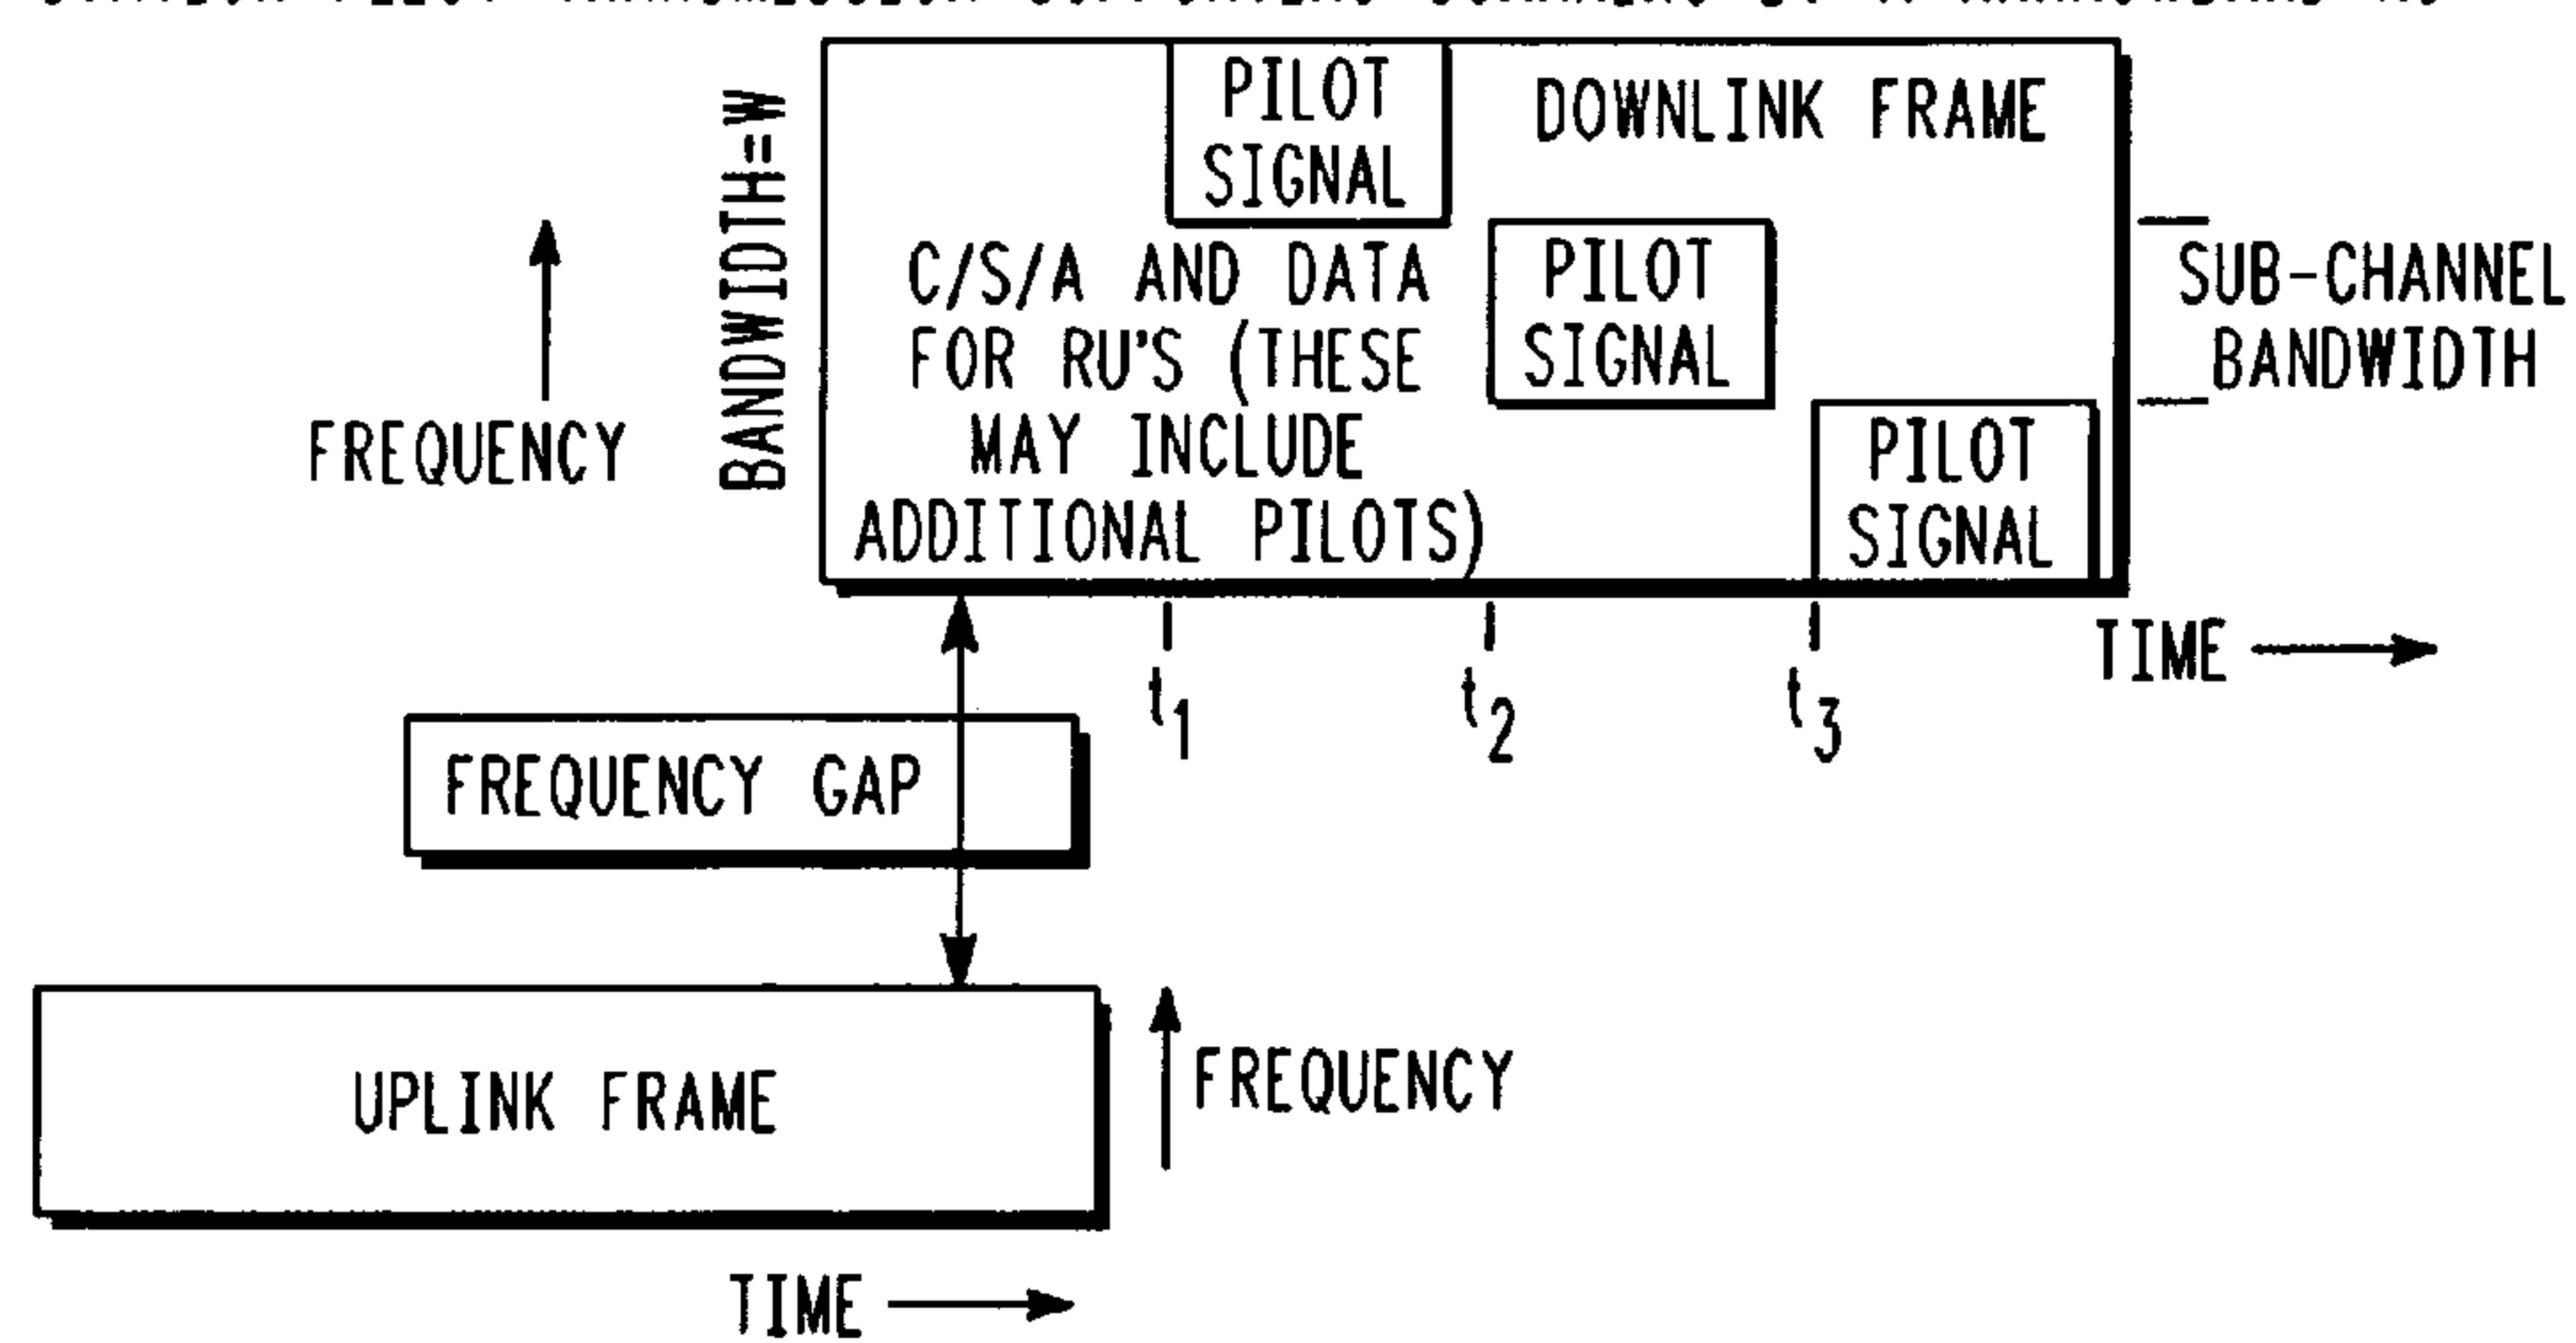 PILOT
SIGNAL
DOWNLINK FRAME
BANDWIDTH=W
C/S/A AND DATA
FOR RU'S (THESE
MAY INCLUDE
ADDITIONAL PILOTS)
PILOT
SIGNAL
SUB-CHANNEL
BANDWIDTH
PILOT
SIGNAL
FREQUENCY
t1
t2
t3
TIME
FREQUENCY GAP
UPLINK FRAME
FREQUENCY
TIME